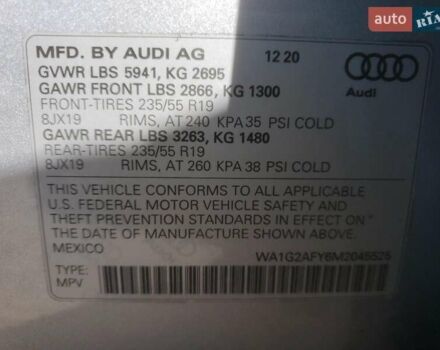 RIA
MFD. BY AUDI AG 12 20
GVWR LBS 5941, KG 2695
GAWR FRONT LBS 2866, KG 1300
FRONT-TIRES 235/55 R19
8JX19 RIMS, AT 240 KPA 35 PSI COLD
GAWR REAR LBS 3263, KG 1480
REAR-TIRES 235/55 R19
8JX19 RIMS, AT 260 KPA 38 PSI COLD
Audi
THIS VEHICLE CONFORMS TO ALL APPLICABLE
U.S. FEDERAL MOTOR VEHICLE SAFETY AND
THEFT PREVENTION STANDARDS IN EFFECT ON
THE DATE OF MANUFACTURE SHOWN ABOVE.
MEXICO
WA1G2AFY6M2045525
TYPE:
MPV